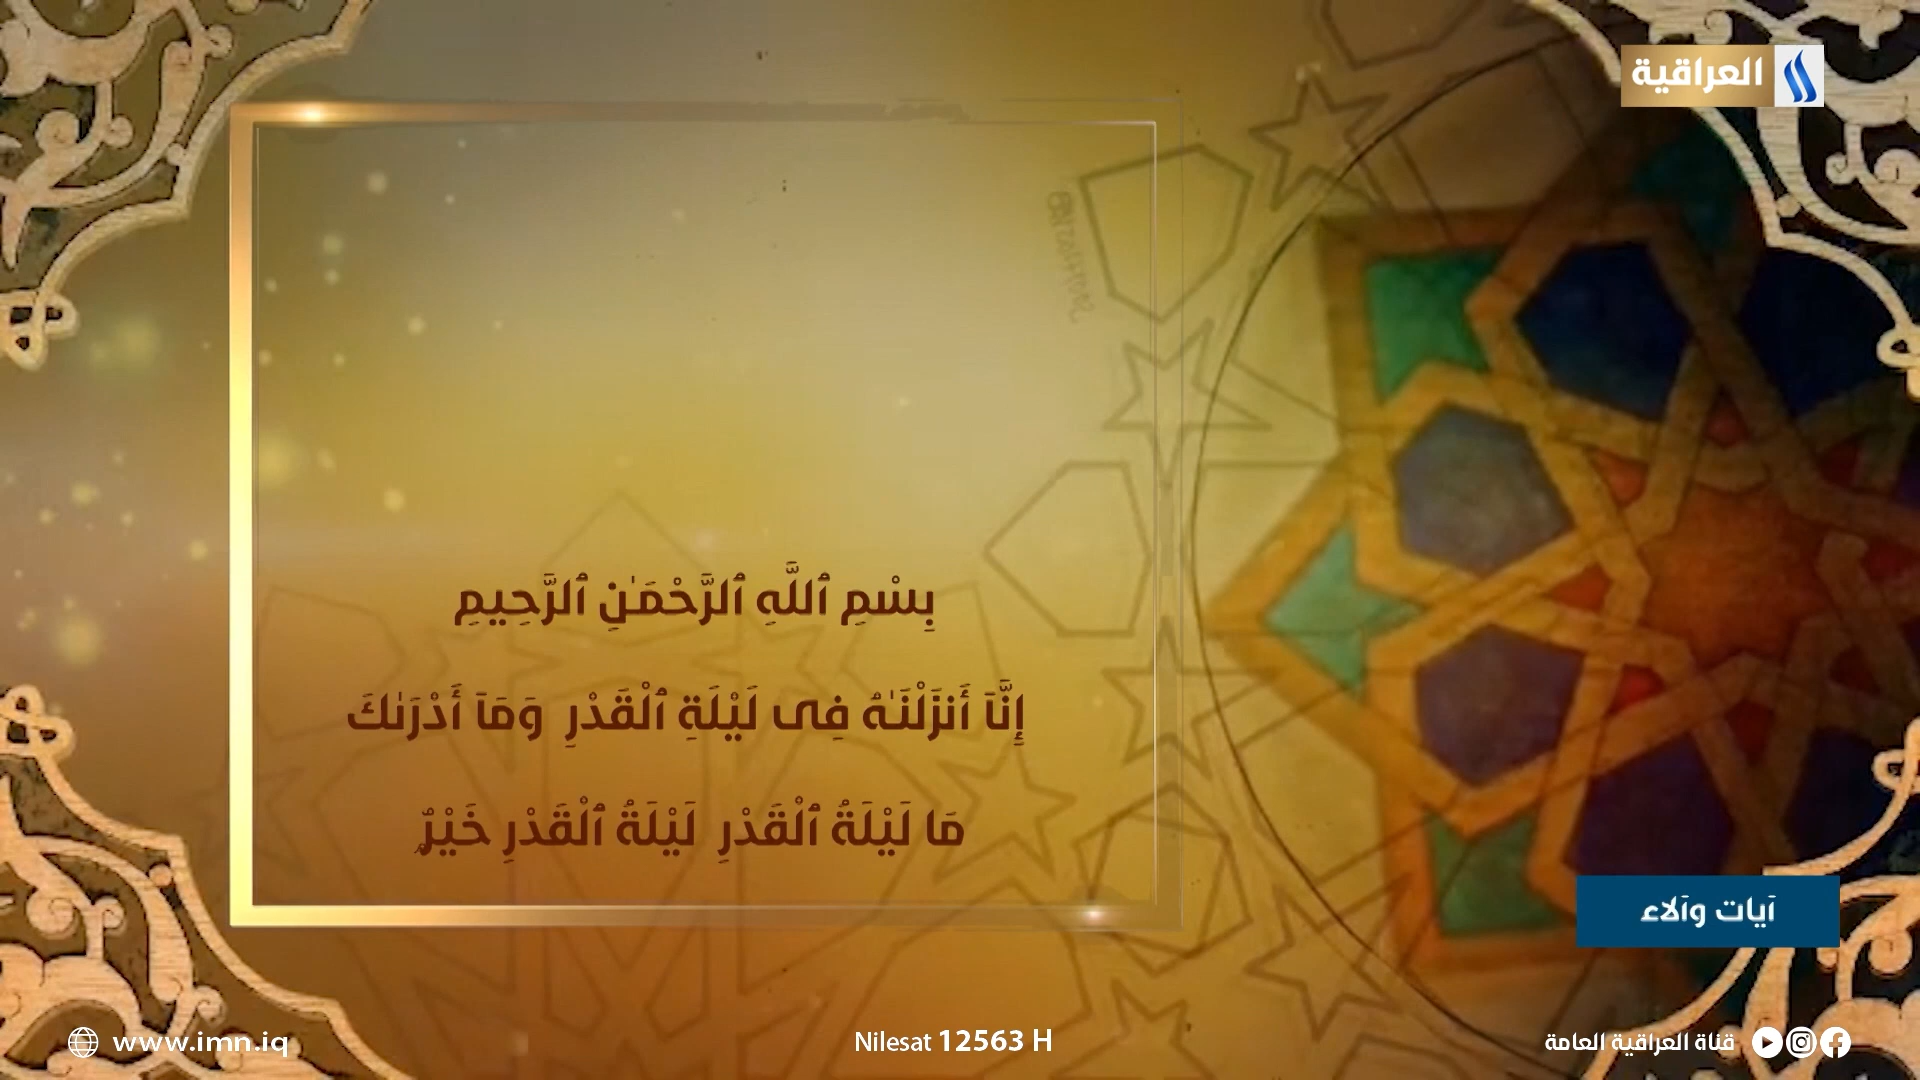 العراقية
بِسْمِ ٱللَّهِ ٱلرَّحْمَـٰنِ ٱلرَّحِيمِ
إِنَّآ أَنزَلْنَـٰهُ فِى لَيْلَةِ ٱلْقَدْرِ وَمَآ أَدْرَىٰكَ
مَا لَيْلَةُ ٱلْقَدْرِ لَيْلَةُ ٱلْقَدْرِ خَيْرٌۭ
آيات وآلاء
www.imn.iq
Nilesat 12563 H
قناة العراقية العامة